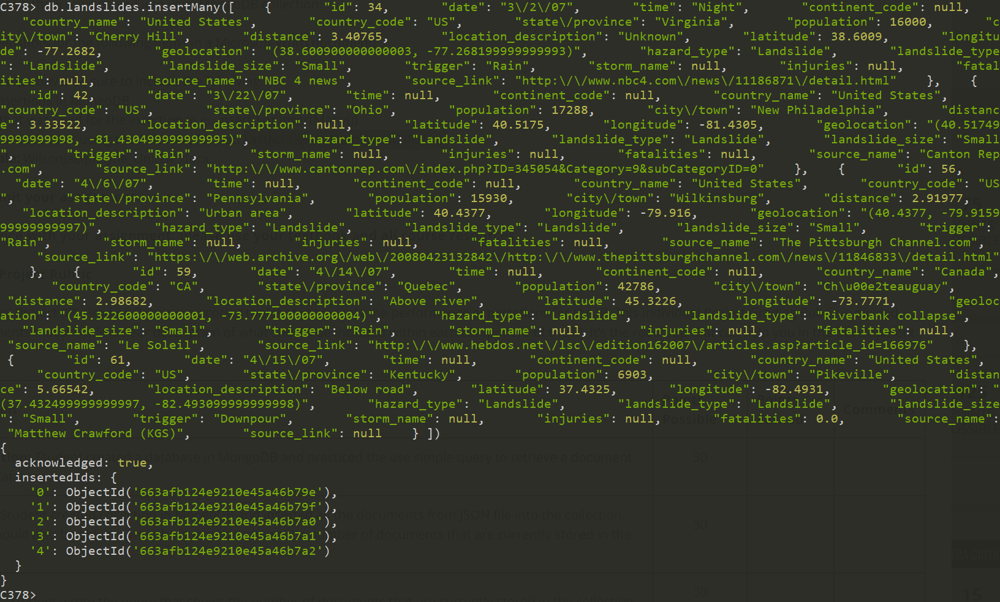 C378> db.landslides.insertMany([    {       "id": 34,        "date": "3\/2\/07",        "time": "Night",        "continent_code": null,
   "country_name": "United States",       "country_code": "US",        "state\/province": "Virginia",       "population": 16000,        "c
ity\/town": "Cherry Hill",       "distance": 3.40765,        "location_description": "Unknown",        "latitude": 38.6009,        "longitu
de": -77.2682,       "geolocation": "(38.600900000000003, -77.268199999999993)",        "hazard_type": "Landslide",        "landslide_type
": "Landslide",       "landslide_size": "Small",       "trigger": "Rain",        "storm_name": null,        "injuries": null,       "fatal
ities": null,       "source_name": "NBC 4 news",       "source_link": "http:\/\/www.nbc4.com\/news\/11186871\/detail.html"    },    {
    "id": 42,       "date": "3\/22\/07",       "time": null,       "continent_code": null,       "country_name": "United States",
"country_code": "US",       "state\/province": "Ohio",       "population": 17288,       "city\/town": "New Philadelphia",       "distanc
e": 3.33522,       "location_description": null,       "latitude": 40.5175,       "longitude": -81.4305,       "geolocation": "(40.51749
9999999998, -81.430499999999995)",       "hazard_type": "Landslide",       "landslide_type": "Landslide",       "landslide_size": "Small
",       "trigger": "Rain",       "storm_name": null,       "injuries": null,       "fatalities": null,       "source_name": "Canton Rep
.com",       "source_link": "http:\/\/www.cantonrep.com\/index.php?ID=345054&Category=9&subCategoryID=0"    },    {       "id": 56,
  "date": "4\/6\/07",       "time": null,       "continent_code": null,       "country_name": "United States",       "country_code": "US
",       "state\/province": "Pennsylvania",       "population": 15930,       "city\/town": "Wilkinsburg",       "distance": 2.91977,
   "location_description": "Urban area",       "latitude": 40.4377,       "longitude": -79.916,       "geolocation": "(40.4377, -79.9159
99999999997)",       "hazard_type": "Landslide",       "landslide_type": "Landslide",       "landslide_size": "Small",       "trigger":
"Rain",       "storm_name": null,       "injuries": null,       "fatalities": null,       "source_name": "The Pittsburgh Channel.com",
     "source_link": "https:\/\/web.archive.org\/web\/20080423132842\/http:\/\/www.thepittsburghchannel.com\/news\/11846833\/detail.html"
    },    {       "id": 59,       "date": "4\/14\/07",       "time": null,       "continent_code": null,       "country_name": "Canada",
       "country_code": "CA",       "state\/province": "Quebec",       "population": 42786,       "city\/town": "Ch\u00e2teauguay",
 "distance": 2.98682,       "location_description": "Above river",       "latitude": 45.3226,       "longitude": -73.7771,       "geoloc
ation": "(45.322600000000001, -73.777100000000004)",       "hazard_type": "Landslide",       "landslide_type": "Riverbank collapse",
   "landslide_size": "Small",       "trigger": "Rain",       "storm_name": null,       "injuries": null,       "fatalities": null,
 "source_name": "Le Soleil",       "source_link": "http:\/\/www.hebdos.net\/lsc\/edition162007\/articles.asp?article_id=166976"    },
 {       "id": 61,       "date": "4\/15\/07",       "time": null,       "continent_code": null,       "country_name": "United States",
     "country_code": "US",       "state\/province": "Kentucky",       "population": 6903,       "city\/town": "Pikeville",       "distan
ce": 5.66542,       "location_description": "Below road",       "latitude": 37.4325,       "longitude": -82.4931,       "geolocation": "
(37.432499999999997, -82.493099999999998)",       "hazard_type": "Landslide",       "landslide_type": "Landslide",       "landslide_size
": "Small",       "trigger": "Downpour",       "storm_name": null,       "injuries": null,       "fatalities": 0.0,       "source_name":
 "Matthew Crawford (KGS)",       "source_link": null    } ])
{
  acknowledged: true,
  insertedIds: {
    '0': ObjectId('663afb124e9210e45a46b79e'),
    '1': ObjectId('663afb124e9210e45a46b79f'),
    '2': ObjectId('663afb124e9210e45a46b7a0'),
    '3': ObjectId('663afb124e9210e45a46b7a1'),
    '4': ObjectId('663afb124e9210e45a46b7a2')
  }
}
C378>